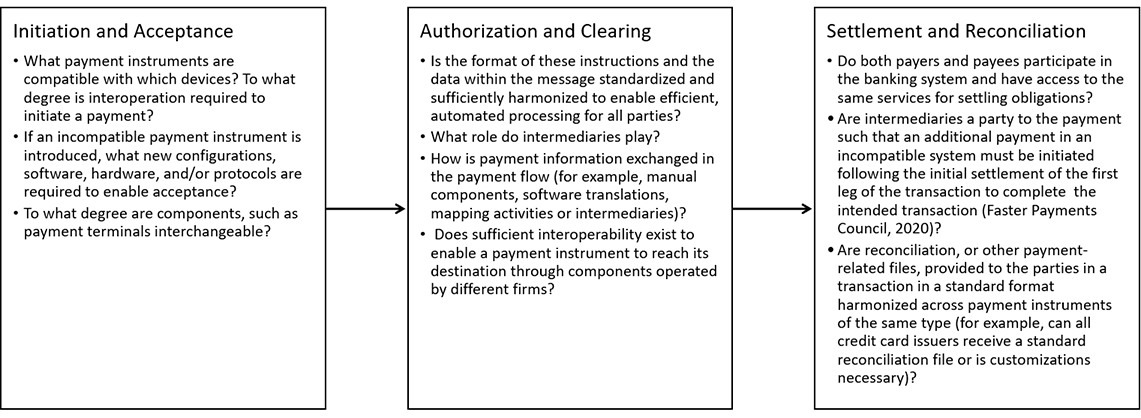 Initiation and Acceptance
• What payment instruments are
compatible with which devices? To what
degree is interoperation required to
initiate a payment?
• If an incompatible payment instrument is
introduced, what new configurations,
software, hardware, and/or protocols are
required to enable acceptance?
• To what degree are components, such as
payment terminals interchangeable?
Authorization and Clearing
• Is the format of these instructions and the
data within the message standardized and
sufficiently harmonized to enable efficient,
automated processing for all parties?
• What role do intermediaries play?
• How is payment information exchanged in
the payment flow (for example, manual
components, software translations,
mapping activities or intermediaries)?
• Does sufficient interoperability exist to
enable a payment instrument to reach its
destination through components operated
by different firms?
Settlement and Reconciliation
• Do both payers and payees participate in
the banking system and have access to the
same services for settling obligations?
• Are intermediaries a party to the payment
such that an additional payment in an
incompatible system must be initiated
following the initial settlement of the first
leg of the transaction to complete the
intended transaction (Faster Payments
Council, 2020)?
• Are reconciliation, or other payment-
related files, provided to the parties in a
transaction in a standard format
harmonized across payment instruments
of the same type (for example, can all
credit card issuers receive a standard
reconciliation file or is customizations
necessary)?